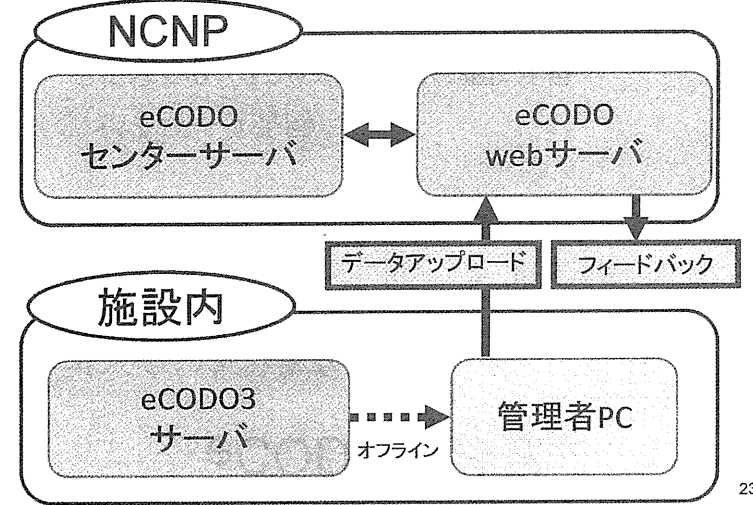 NCNP
eCODO
センターサーバ
eCODO
webサーバ
データアップロード
フィードバック
施設内
eCODO3
サーバ
オフライン
管理者PC
23